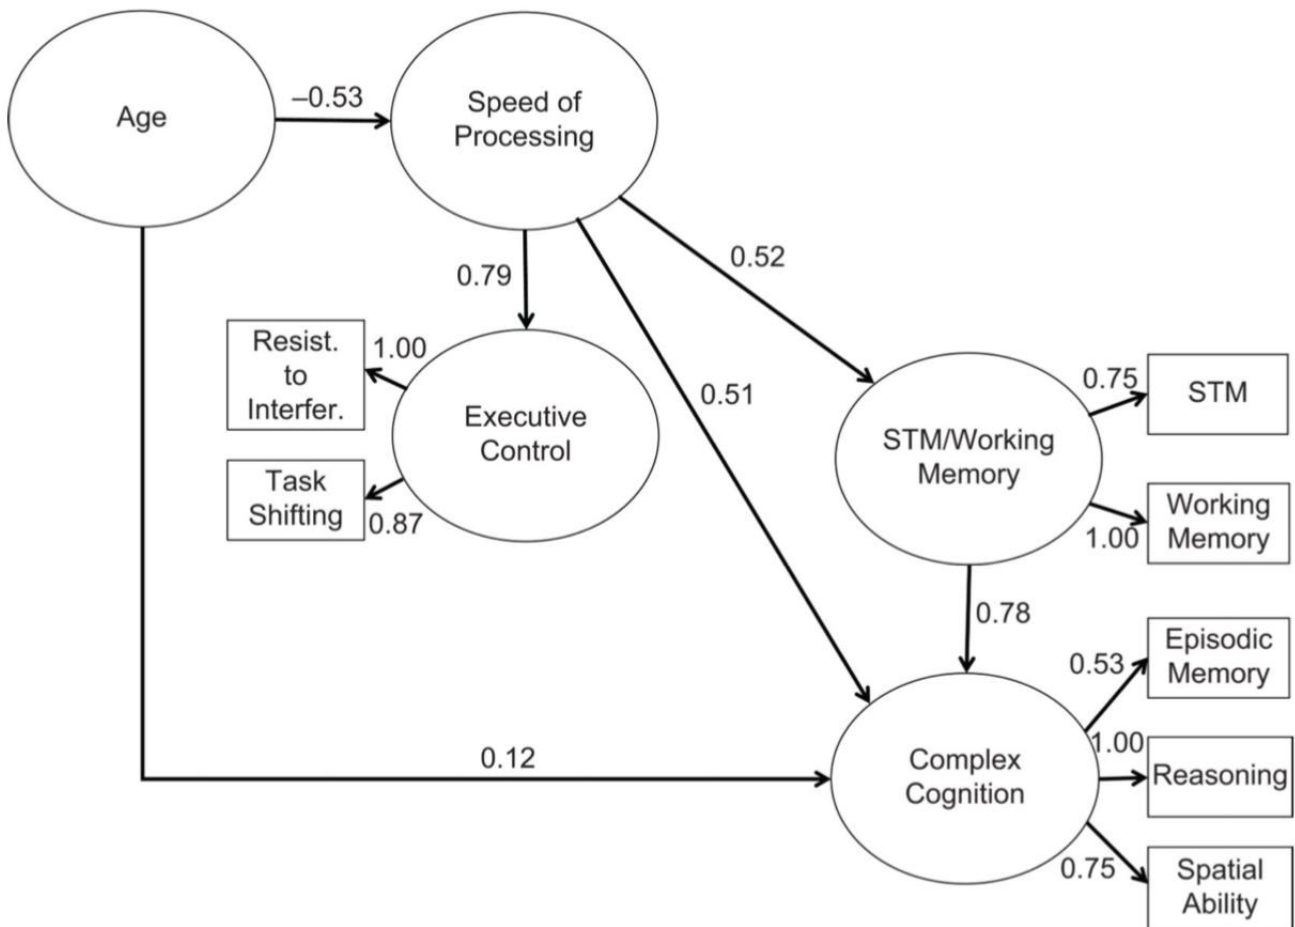 Age
–0.53
Speed of
Processing
0.79
0.52
0.51
Resist.
to
Interfer.
1.00
Task
Shifting
0.87
Executive
Control
STM/Working
Memory
0.75
STM
1.00
Working
Memory
0.78
0.12
Complex
Cognition
0.53
Episodic
Memory
1.00
Reasoning
0.75
Spatial
Ability